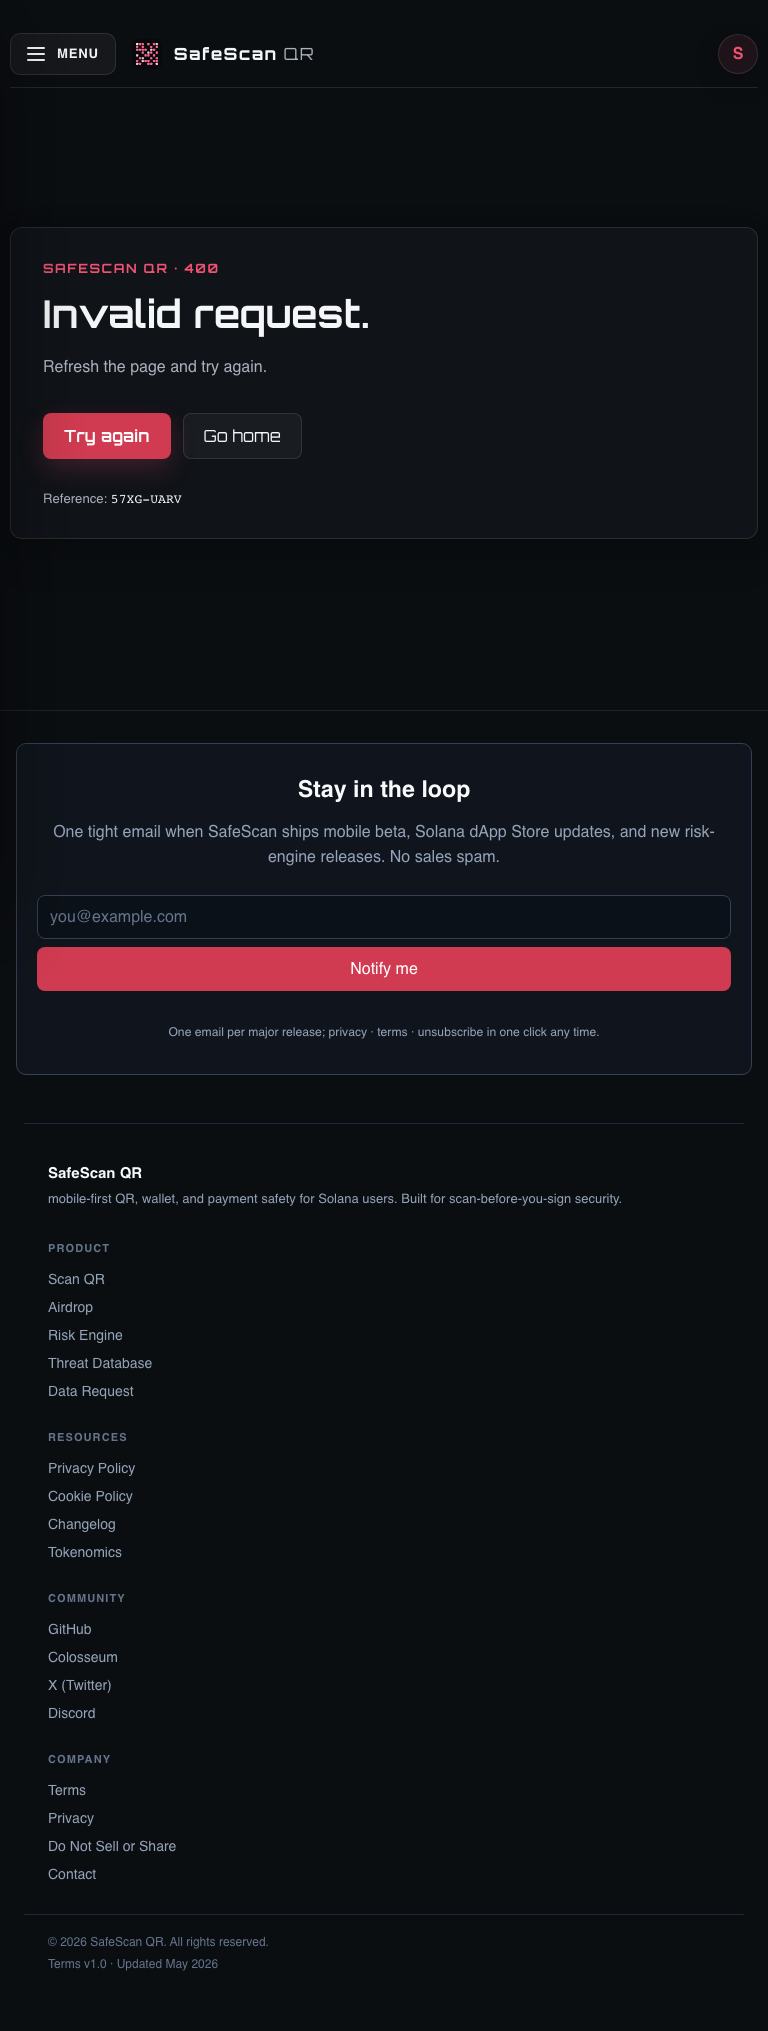 MENU
SafeScan QR
S
SAFESCAN QR · 400
Invalid request.
Refresh the page and try again.
Try again
Go home
Reference: 57XG-UARV
Stay in the loop
One tight email when SafeScan ships mobile beta, Solana dApp Store updates, and new risk-
engine releases. No sales spam.
you@example.com
Notify me
One email per major release; privacy · terms · unsubscribe in one click any time.
SafeScan QR
mobile-first QR, wallet, and payment safety for Solana users. Built for scan-before-you-sign security.
PRODUCT
Scan QR
Airdrop
Risk Engine
Threat Database
Data Request
RESOURCES
Privacy Policy
Cookie Policy
Changelog
Tokenomics
COMMUNITY
GitHub
Colosseum
X (Twitter)
Discord
COMPANY
Terms
Privacy
Do Not Sell or Share
Contact
© 2026 SafeScan QR. All rights reserved.
Terms v1.0 · Updated May 2026